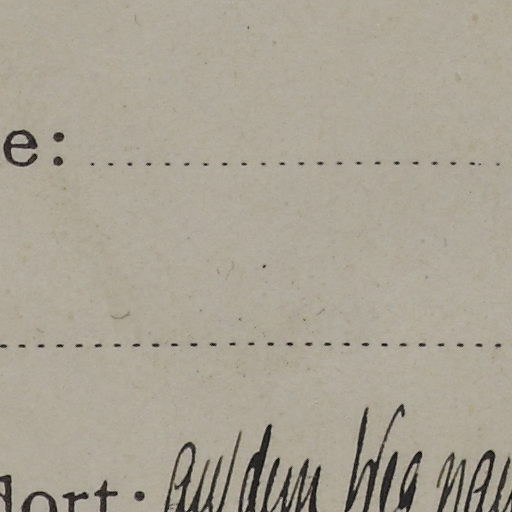 e:
dort: auf dem Weg nach